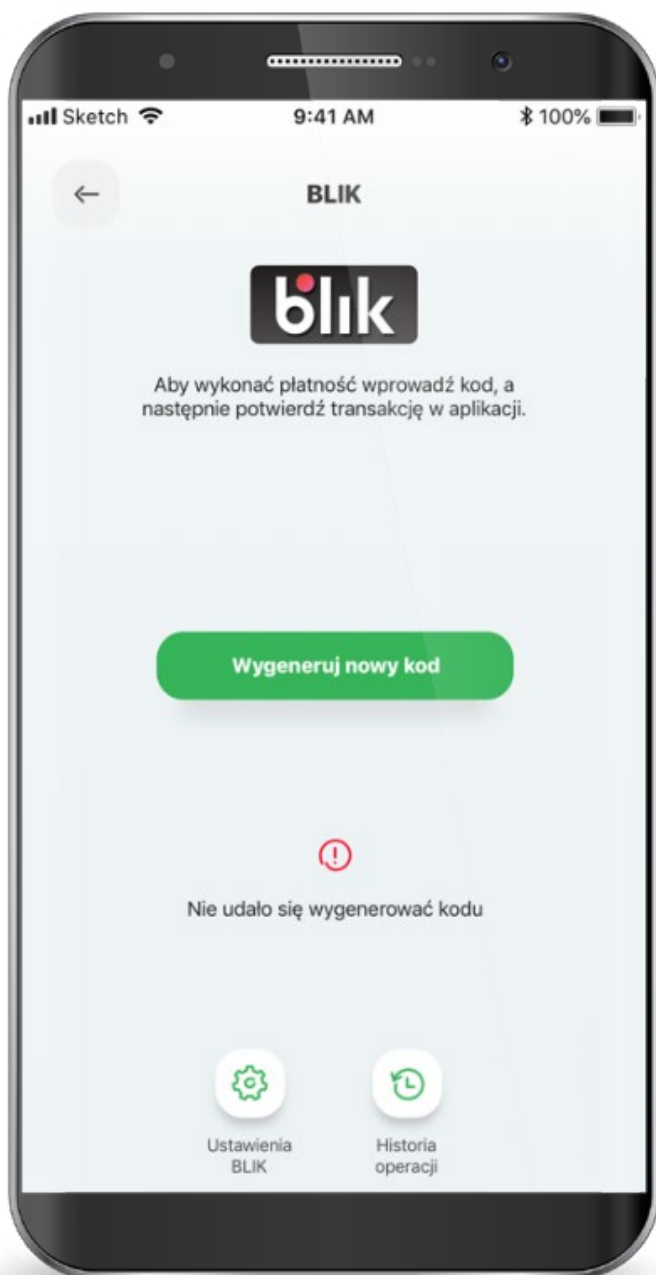 Sketch 9:41 AM 100%
BLIK
blik
Aby wykonać płatność wprowadź kod, a
następnie potwierdź transakcję w aplikacji.
Wygeneruj nowy kod
Nie udało się wygenerować kodu
Ustawienia
BLIK
Historia
operacji